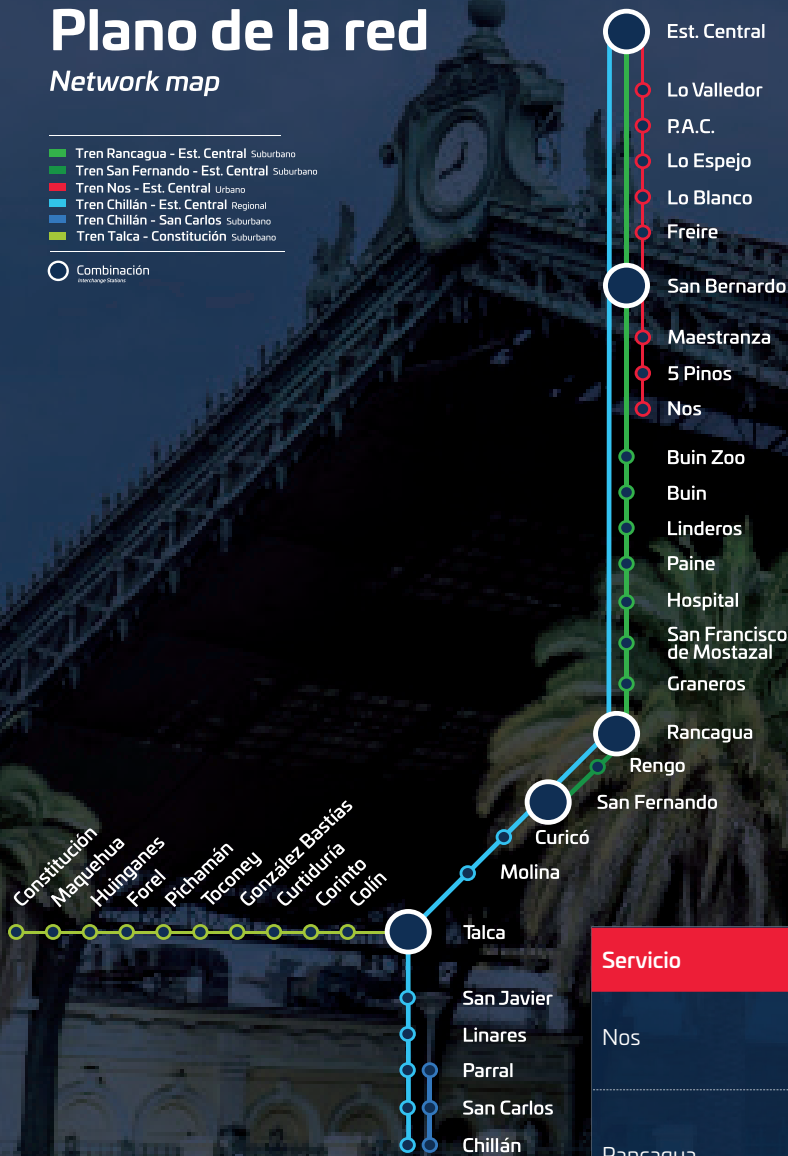 Plano de la red
Network map
Tren Rancagua - Est. Central Suburbano
Tren San Fernando - Est. Central Suburbano
Tren Nos - Est. Central Urbano
Tren Chillán - Est. Central Regional
Tren Chillán - San Carlos Suburbano
Tren Talca - Constitución Suburbano
Combinación
Interchange Stations
Est. Central
Lo Valledor
P.A.C.
Lo Espejo
Lo Blanco
Freire
San Bernardo
Maestranza
5 Pinos
Nos
Buin Zoo
Buin
Linderos
Paine
Hospital
San Francisco
de Mostazal
Graneros
Rancagua
Rengo
San Fernando
Curicó
Molina
Constitución
Maquehua
Huinganes
Forel
Pichamán
Toconey
González Bastías
Curtiduría
Corinto
Colín
Talca
San Javier
Linares
Parral
San Carlos
Chillán
Servicio
Nos
Rancagua